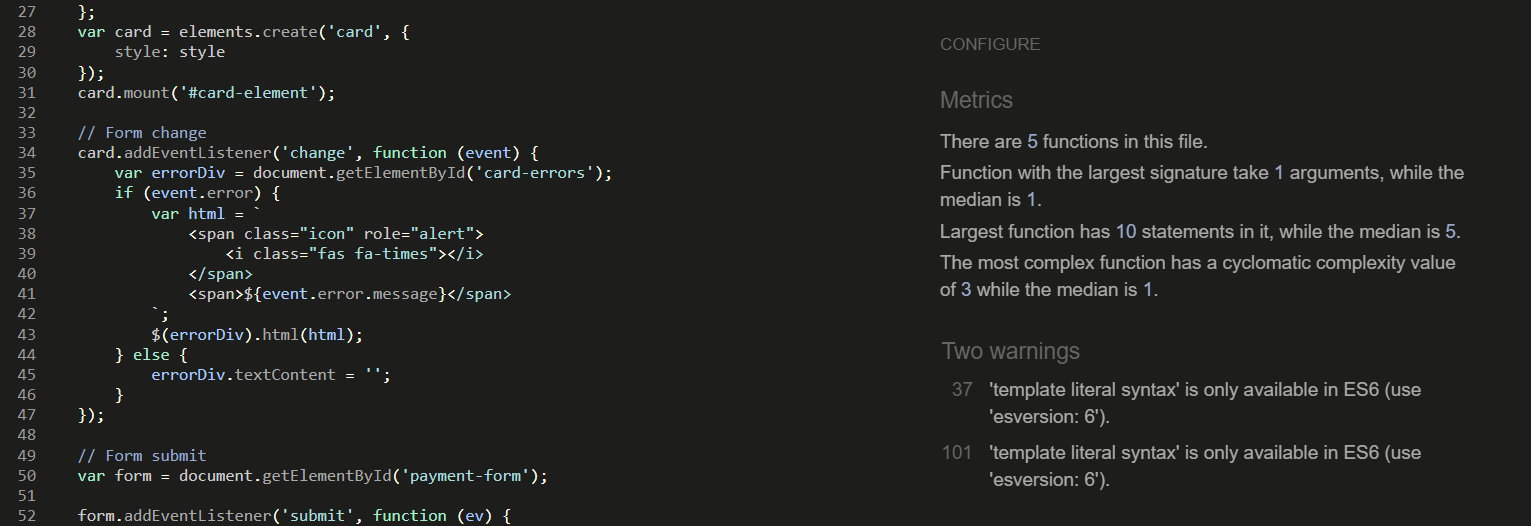 27 };
28 var card = elements.create('card', {
29 style: style
30 });
31 card.mount('#card-element');
32
33 // Form change
34 card.addEventListener('change', function (event) {
35 var errorDiv = document.getElementById('card-errors');
36 if (event.error) {
37 var html = `
38 <span class="icon" role="alert">
39 <i class="fas fa-times"></i>
40 </span>
41 <span>${event.error.message}</span>
42 `;
43 $(errorDiv).html(html);
44 } else {
45 errorDiv.textContent = '';
46 }
47 });
48
49 // Form submit
50 var form = document.getElementById('payment-form');
51
52 form.addEventListener('submit', function (ev) {
CONFIGURE
Metrics
There are 5 functions in this file.
Function with the largest signature take 1 arguments, while the
median is 1.
Largest function has 10 statements in it, while the median is 5.
The most complex function has a cyclomatic complexity value
of 3 while the median is 1.
Two warnings
37 'template literal syntax' is only available in ES6 (use
'esversion: 6').
101 'template literal syntax' is only available in ES6 (use
'esversion: 6').